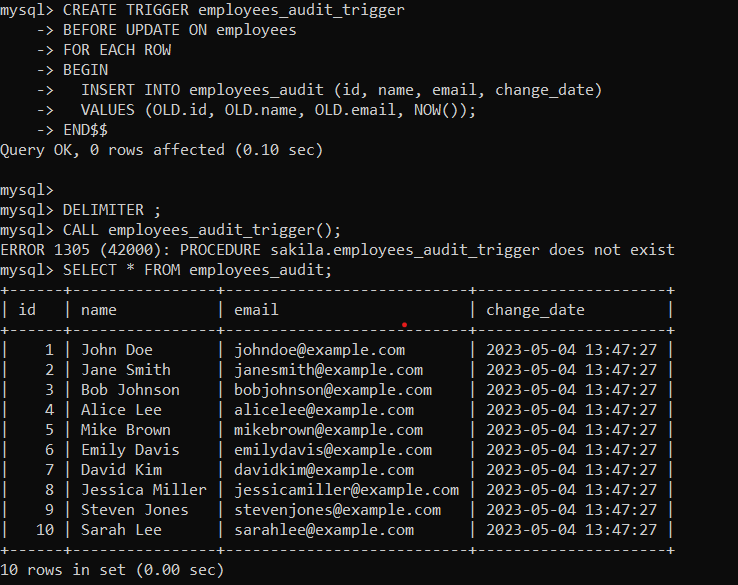 mysql> CREATE TRIGGER employees_audit_trigger
    -> BEFORE UPDATE ON employees
    -> FOR EACH ROW
    -> BEGIN
    ->   INSERT INTO employees_audit (id, name, email, change_date)
    ->   VALUES (OLD.id, OLD.name, OLD.email, NOW());
    -> END$$
Query OK, 0 rows affected (0.10 sec)
mysql>
mysql> DELIMITER ;
mysql> CALL employees_audit_trigger();
ERROR 1305 (42000): PROCEDURE sakila.employees_audit_trigger does not exist
mysql> SELECT * FROM employees_audit;
+------+----------------+--------------------------+---------------------+
| id   | name           | email                    | change_date         |
+------+----------------+--------------------------+---------------------+
|    1 | John Doe       | johndoe@example.com      | 2023-05-04 13:47:27 |
|    2 | Jane Smith     | janesmith@example.com    | 2023-05-04 13:47:27 |
|    3 | Bob Johnson    | bobjohnson@example.com   | 2023-05-04 13:47:27 |
|    4 | Alice Lee      | alicelee@example.com     | 2023-05-04 13:47:27 |
|    5 | Mike Brown     | mikebrown@example.com    | 2023-05-04 13:47:27 |
|    6 | Emily Davis    | emilydavis@example.com   | 2023-05-04 13:47:27 |
|    7 | David Kim      | davidkim@example.com     | 2023-05-04 13:47:27 |
|    8 | Jessica Miller | jessicamiller@example.com | 2023-05-04 13:47:27 |
|    9 | Steven Jones   | stevenjones@example.com  | 2023-05-04 13:47:27 |
|   10 | Sarah Lee      | sarahlee@example.com     | 2023-05-04 13:47:27 |
+------+----------------+--------------------------+---------------------+
10 rows in set (0.00 sec)